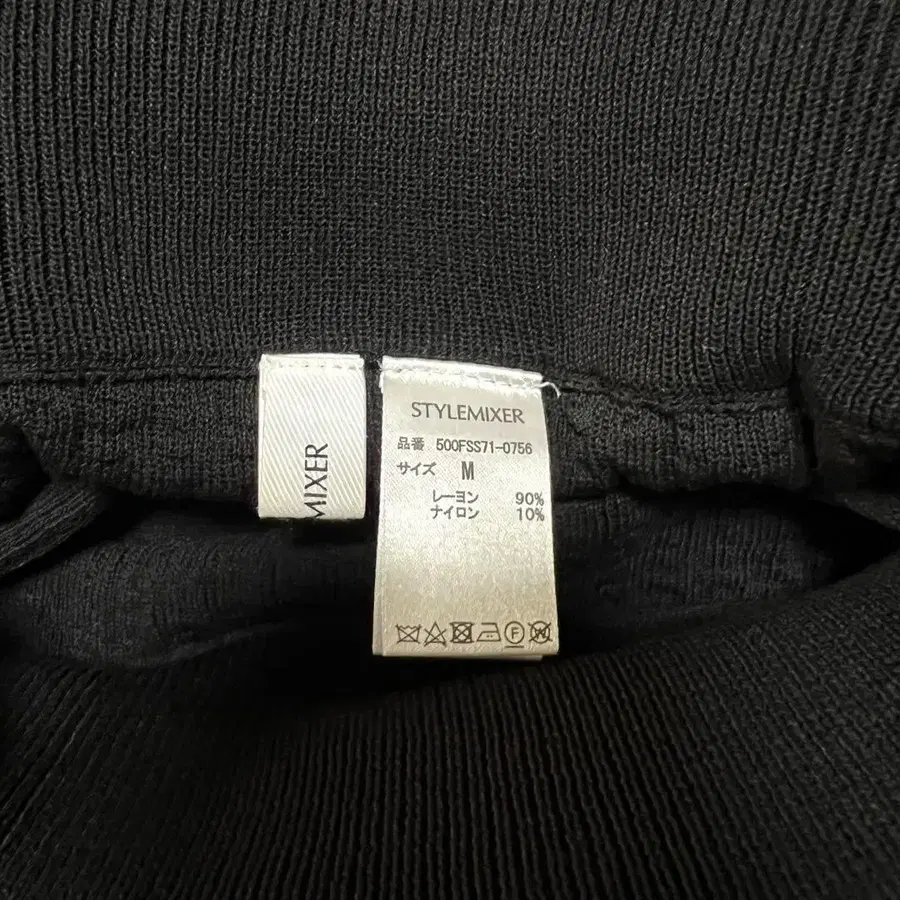 MIXER
STYLEMIXER
品番 500FSS71-0756
サイズ M
レーヨン 90%
ナイロン 10%
F